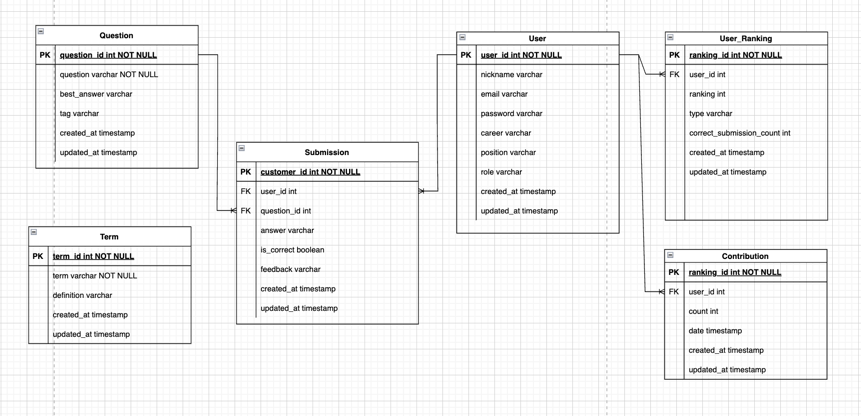 Question
PK question_id int NOT NULL
question varchar NOT NULL
best_answer varchar
tag varchar
created_at timestamp
updated_at timestamp
Term
PK term_id int NOT NULL
term varchar NOT NULL
definition varchar
created_at timestamp
updated_at timestamp
Submission
PK customer_id int NOT NULL
FK user_id int
FK question_id int
answer varchar
is_correct boolean
feedback varchar
created_at timestamp
updated_at timestamp
User
PK user_id int NOT NULL
nickname varchar
email varchar
password varchar
career varchar
position varchar
role varchar
created_at timestamp
updated_at timestamp
User_Ranking
PK ranking_id int NOT NULL
FK user_id int
ranking int
type varchar
correct_submission_count int
created_at timestamp
updated_at timestamp
Contribution
PK ranking_id int NOT NULL
FK user_id int
count int
date timestamp
created_at timestamp
updated_at timestamp